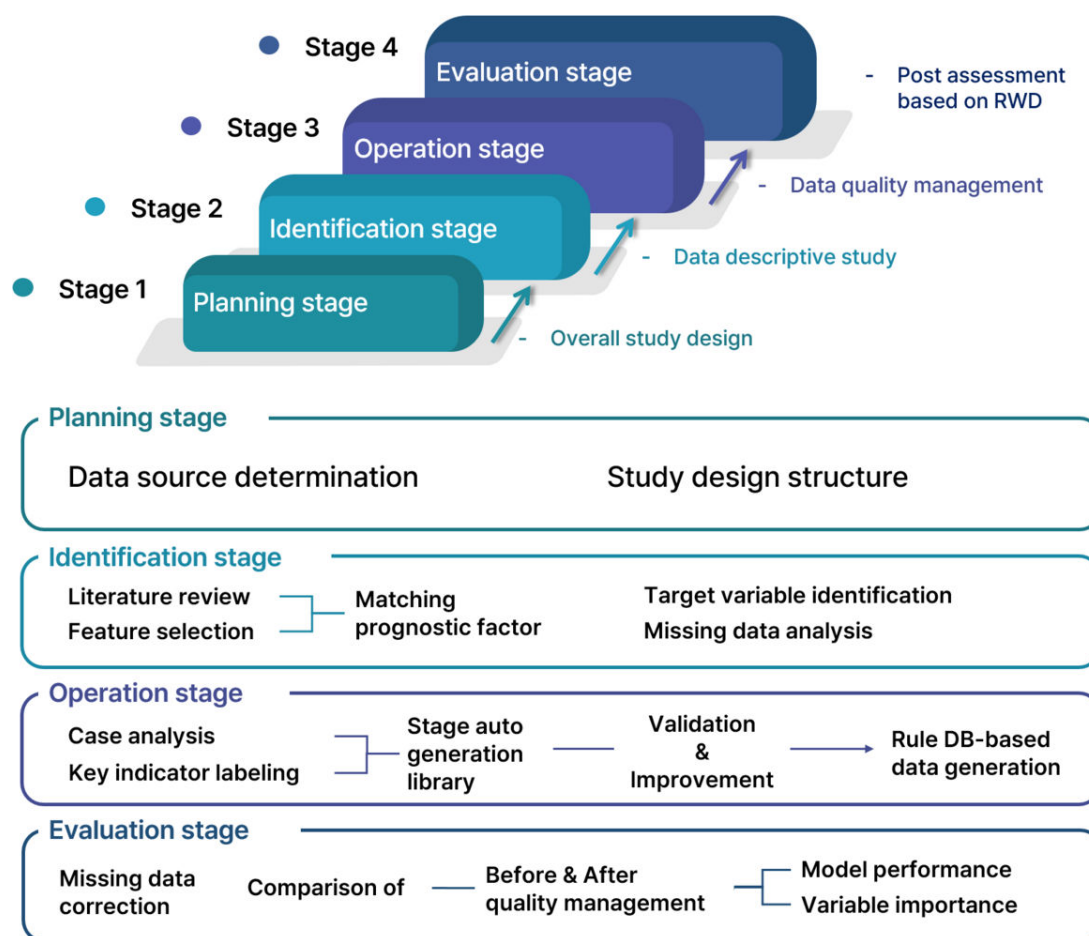 Stage 4
Evaluation stage
- Post assessment
based on RWD
Stage 3
Operation stage
- Data quality management
Stage 2
Identification stage
- Data descriptive study
Stage 1
Planning stage
- Overall study design
Planning stage
Data source determination
Study design structure
Identification stage
Literature review
Feature selection
Matching
prognostic factor
Target variable identification
Missing data analysis
Operation stage
Case analysis
Key indicator labeling
Stage auto
generation
library
Validation
&
Improvement
Rule DB-based
data generation
Evaluation stage
Missing data
correction
Comparison of
Before & After
quality management
Model performance
Variable importance